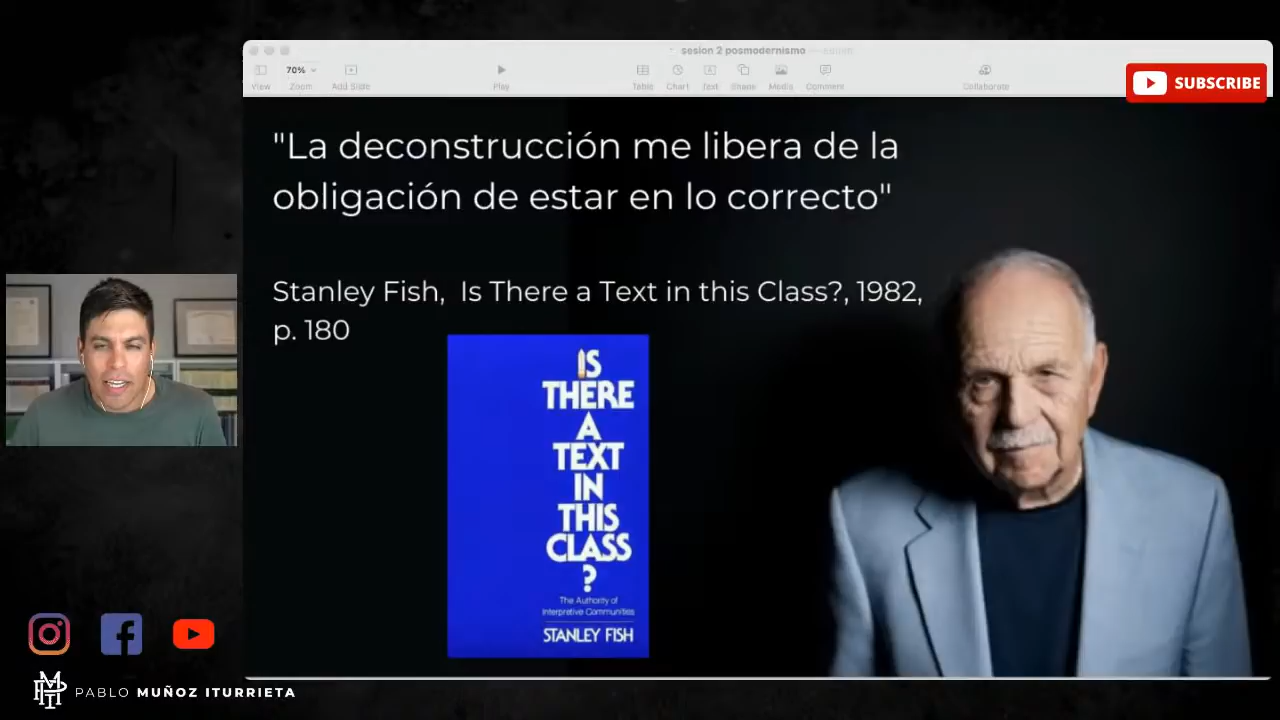 sesion 2 posmodernismo
70%
View
Zoom
Add Slide
Play
Table
Chart
Text
Shape
Media
Comment
Collaborate
SUBSCRIBE
"La deconstrucción me libera de la
obligación de estar en lo correcto"
Stanley Fish, Is There a Text in this Class?, 1982,
p. 180
IS
THERE
A
TEXT
IN
THIS
CLASS
?
The Authority of
Interpretive Communities
STANLEY FISH
PABLO MUÑOZ ITURRIETA